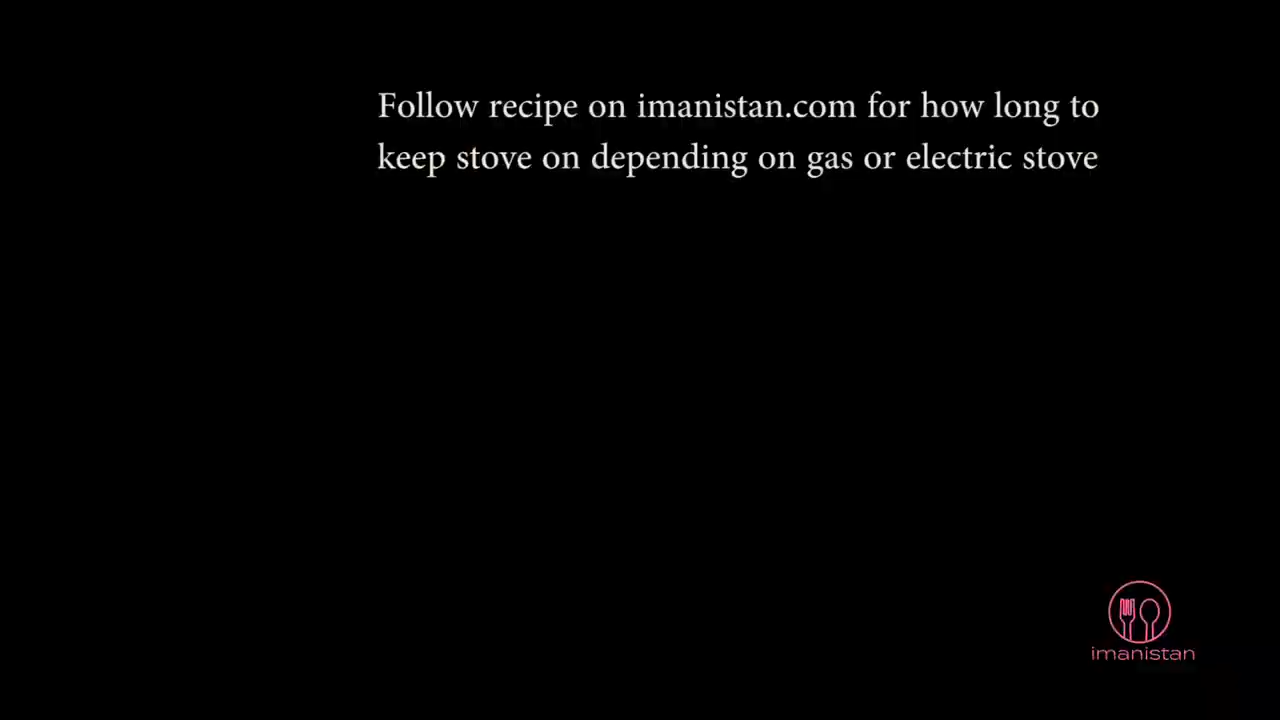 Follow recipe on imanistan.com for how long to
keep stove on depending on gas or electric stove
imanistan